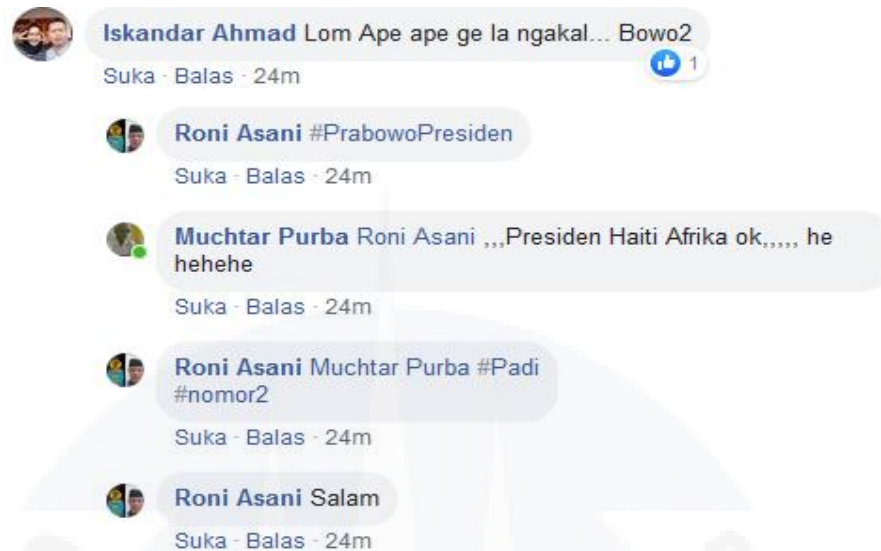 Iskandar Ahmad Lom Ape ape ge la ngakal... Bowo2
1
Suka · Balas · 24m
Roni Asani #PrabowoPresiden
Suka · Balas · 24m
Muchtar Purba Roni Asani ,,,Presiden Haiti Afrika ok,,,,, he
hehehe
Suka · Balas · 24m
Roni Asani Muchtar Purba #Padi
#nomor2
Suka · Balas · 24m
Roni Asani Salam
Suka · Balas · 24m